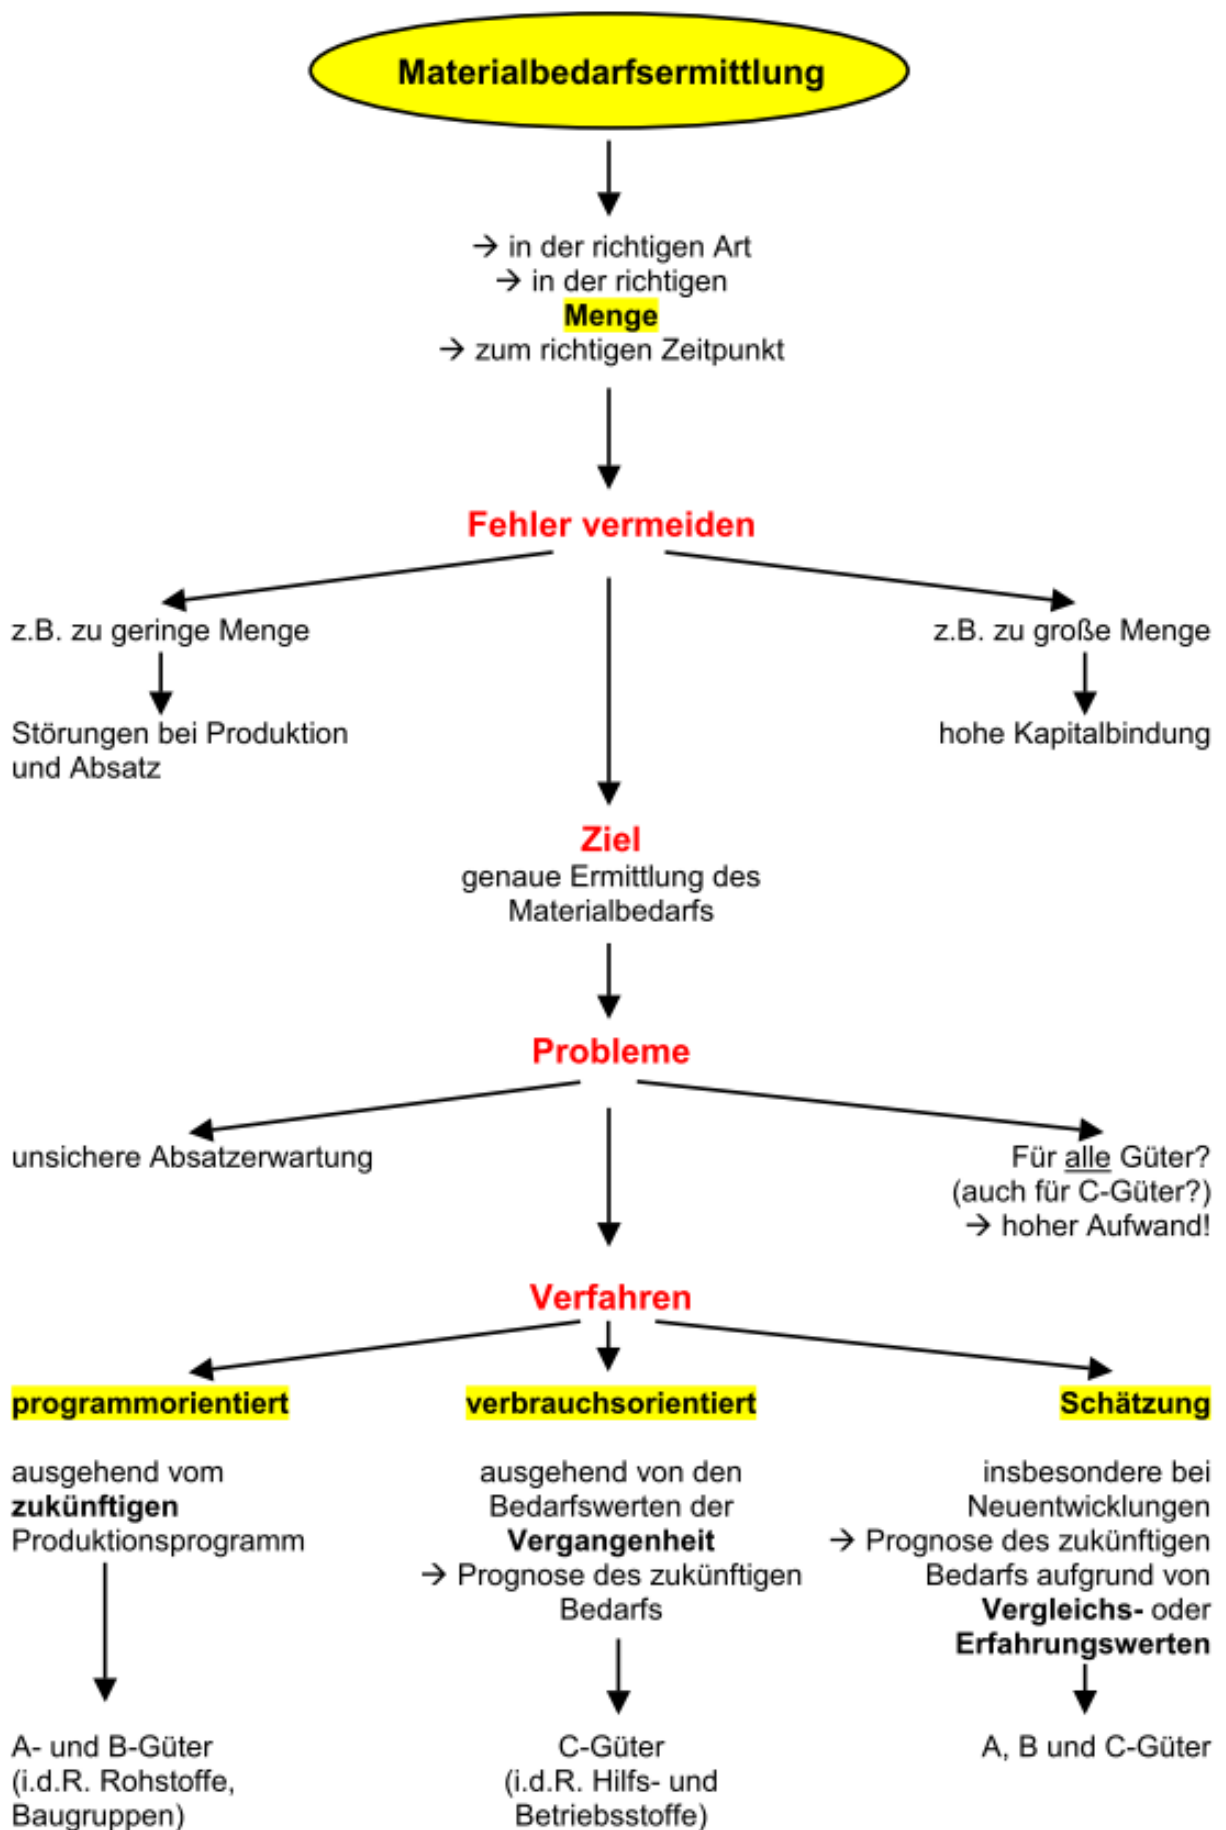 Materialbedarfsermittlung
→ in der richtigen Art
→ in der richtigen
Menge
→ zum richtigen Zeitpunkt
Fehler vermeiden
z.B. zu geringe Menge
z.B. zu große Menge
Störungen bei Produktion
und Absatz
hohe Kapitalbindung
Ziel
genaue Ermittlung des
Materialbedarfs
Probleme
unsichere Absatzerwartung
Für alle Güter?
(auch für C-Güter?)
→ hoher Aufwand!
Verfahren
programmorientiert
ausgehend vom
zukünftigen
Produktionsprogramm
A- und B-Güter
(i.d.R. Rohstoffe,
Baugruppen)
verbrauchsorientiert
ausgehend von den
Bedarfswerten der
Vergangenheit
→ Prognose des zukünftigen
Bedarfs
C-Güter
(i.d.R. Hilfs- und
Betriebsstoffe)
Schätzung
insbesondere bei
Neuentwicklungen
→ Prognose des zukünftigen
Bedarfs aufgrund von
Vergleichs- oder
Erfahrungswerten
A, B und C-Güter